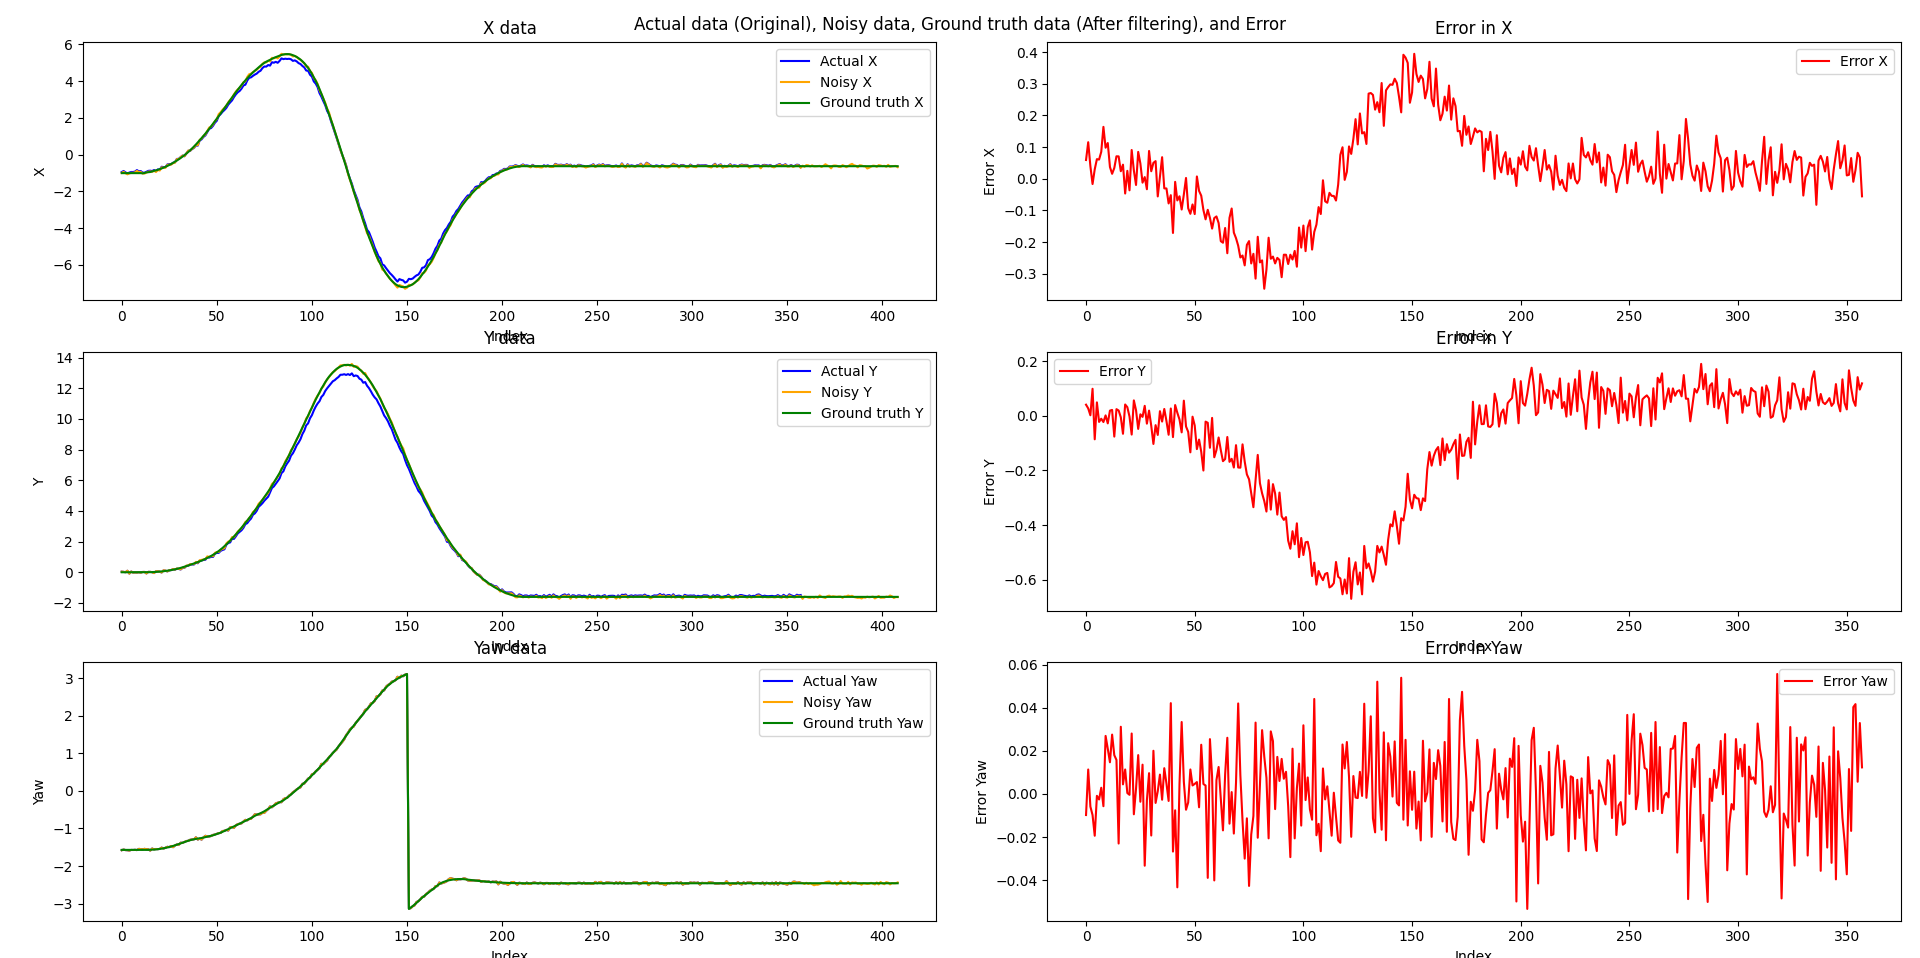 Actual data (Original), Noisy data, Ground truth data (After filtering), and Error
X data
Error in X
6
4
2
0
−2
−4
−6
X
Actual X
Noisy X
Ground truth X
0 50 100 150 200 250 300 350 400
Index
0.4
0.3
0.2
0.1
0.0
−0.1
−0.2
−0.3
Error X
Error X
0 50 100 150 200 250 300 350
Index
Y data
Error in Y
14
12
10
8
6
4
2
0
−2
Y
Actual Y
Noisy Y
Ground truth Y
0 50 100 150 200 250 300 350 400
Index
0.2
0.0
−0.2
−0.4
−0.6
Error Y
Error Y
0 50 100 150 200 250 300 350
Index
Yaw data
Error in Yaw
3
2
1
0
−1
−2
−3
Yaw
Actual Yaw
Noisy Yaw
Ground truth Yaw
0 50 100 150 200 250 300 350 400
Index
0.06
0.04
0.02
0.00
−0.02
−0.04
Error Yaw
Error Yaw
0 50 100 150 200 250 300 350
Index